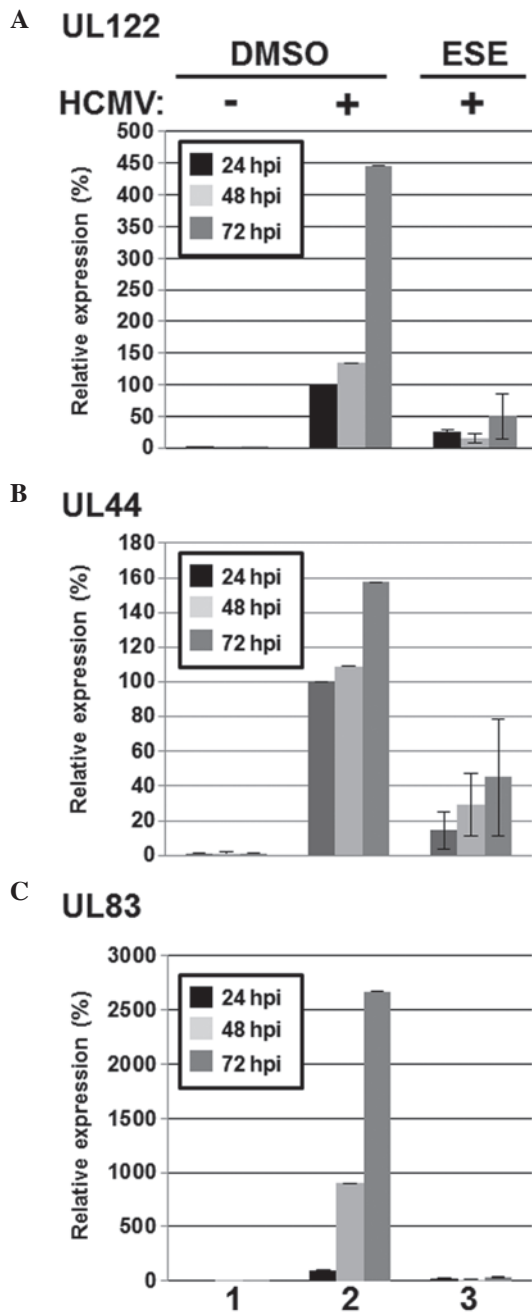 A UL122
DMSO ESE
HCMV: - + +
500
450
400
350
300
250
200
150
100
50
0
Relative expression (%)
24 hpi
48 hpi
72 hpi
B UL44
180
160
140
120
100
80
60
40
20
0
Relative expression (%)
24 hpi
48 hpi
72 hpi
C UL83
3000
2500
2000
1500
1000
500
0
Relative expression (%)
24 hpi
48 hpi
72 hpi
1 2 3